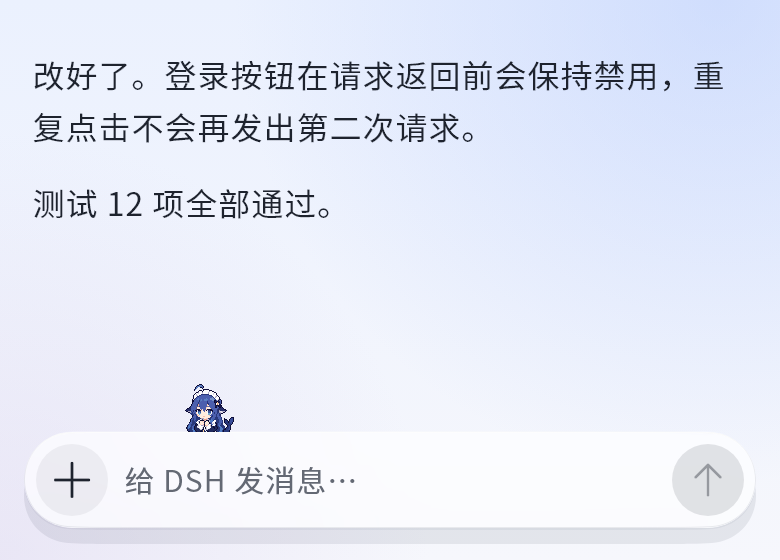 改好了。登录按钮在请求返回前会保持禁用，重
复点击不会再发出第二次请求。
测试 12 项全部通过。
给 DSH 发消息…